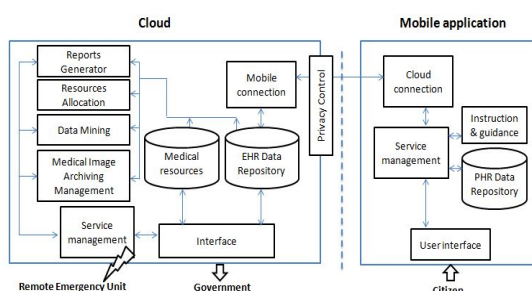 Cloud
Mobile application
Reports
Generator
Resources
Allocation
Data Mining
Medical Image
Archiving
Management
Service
management
Mobile
connection
Medical
resources
EHR Data
Repository
Interface
Privacy Control
Cloud
connection
Service
management
Instruction
& guidance
PHR Data
Repository
User interface
Remote Emergency Unit
Government
Citizen